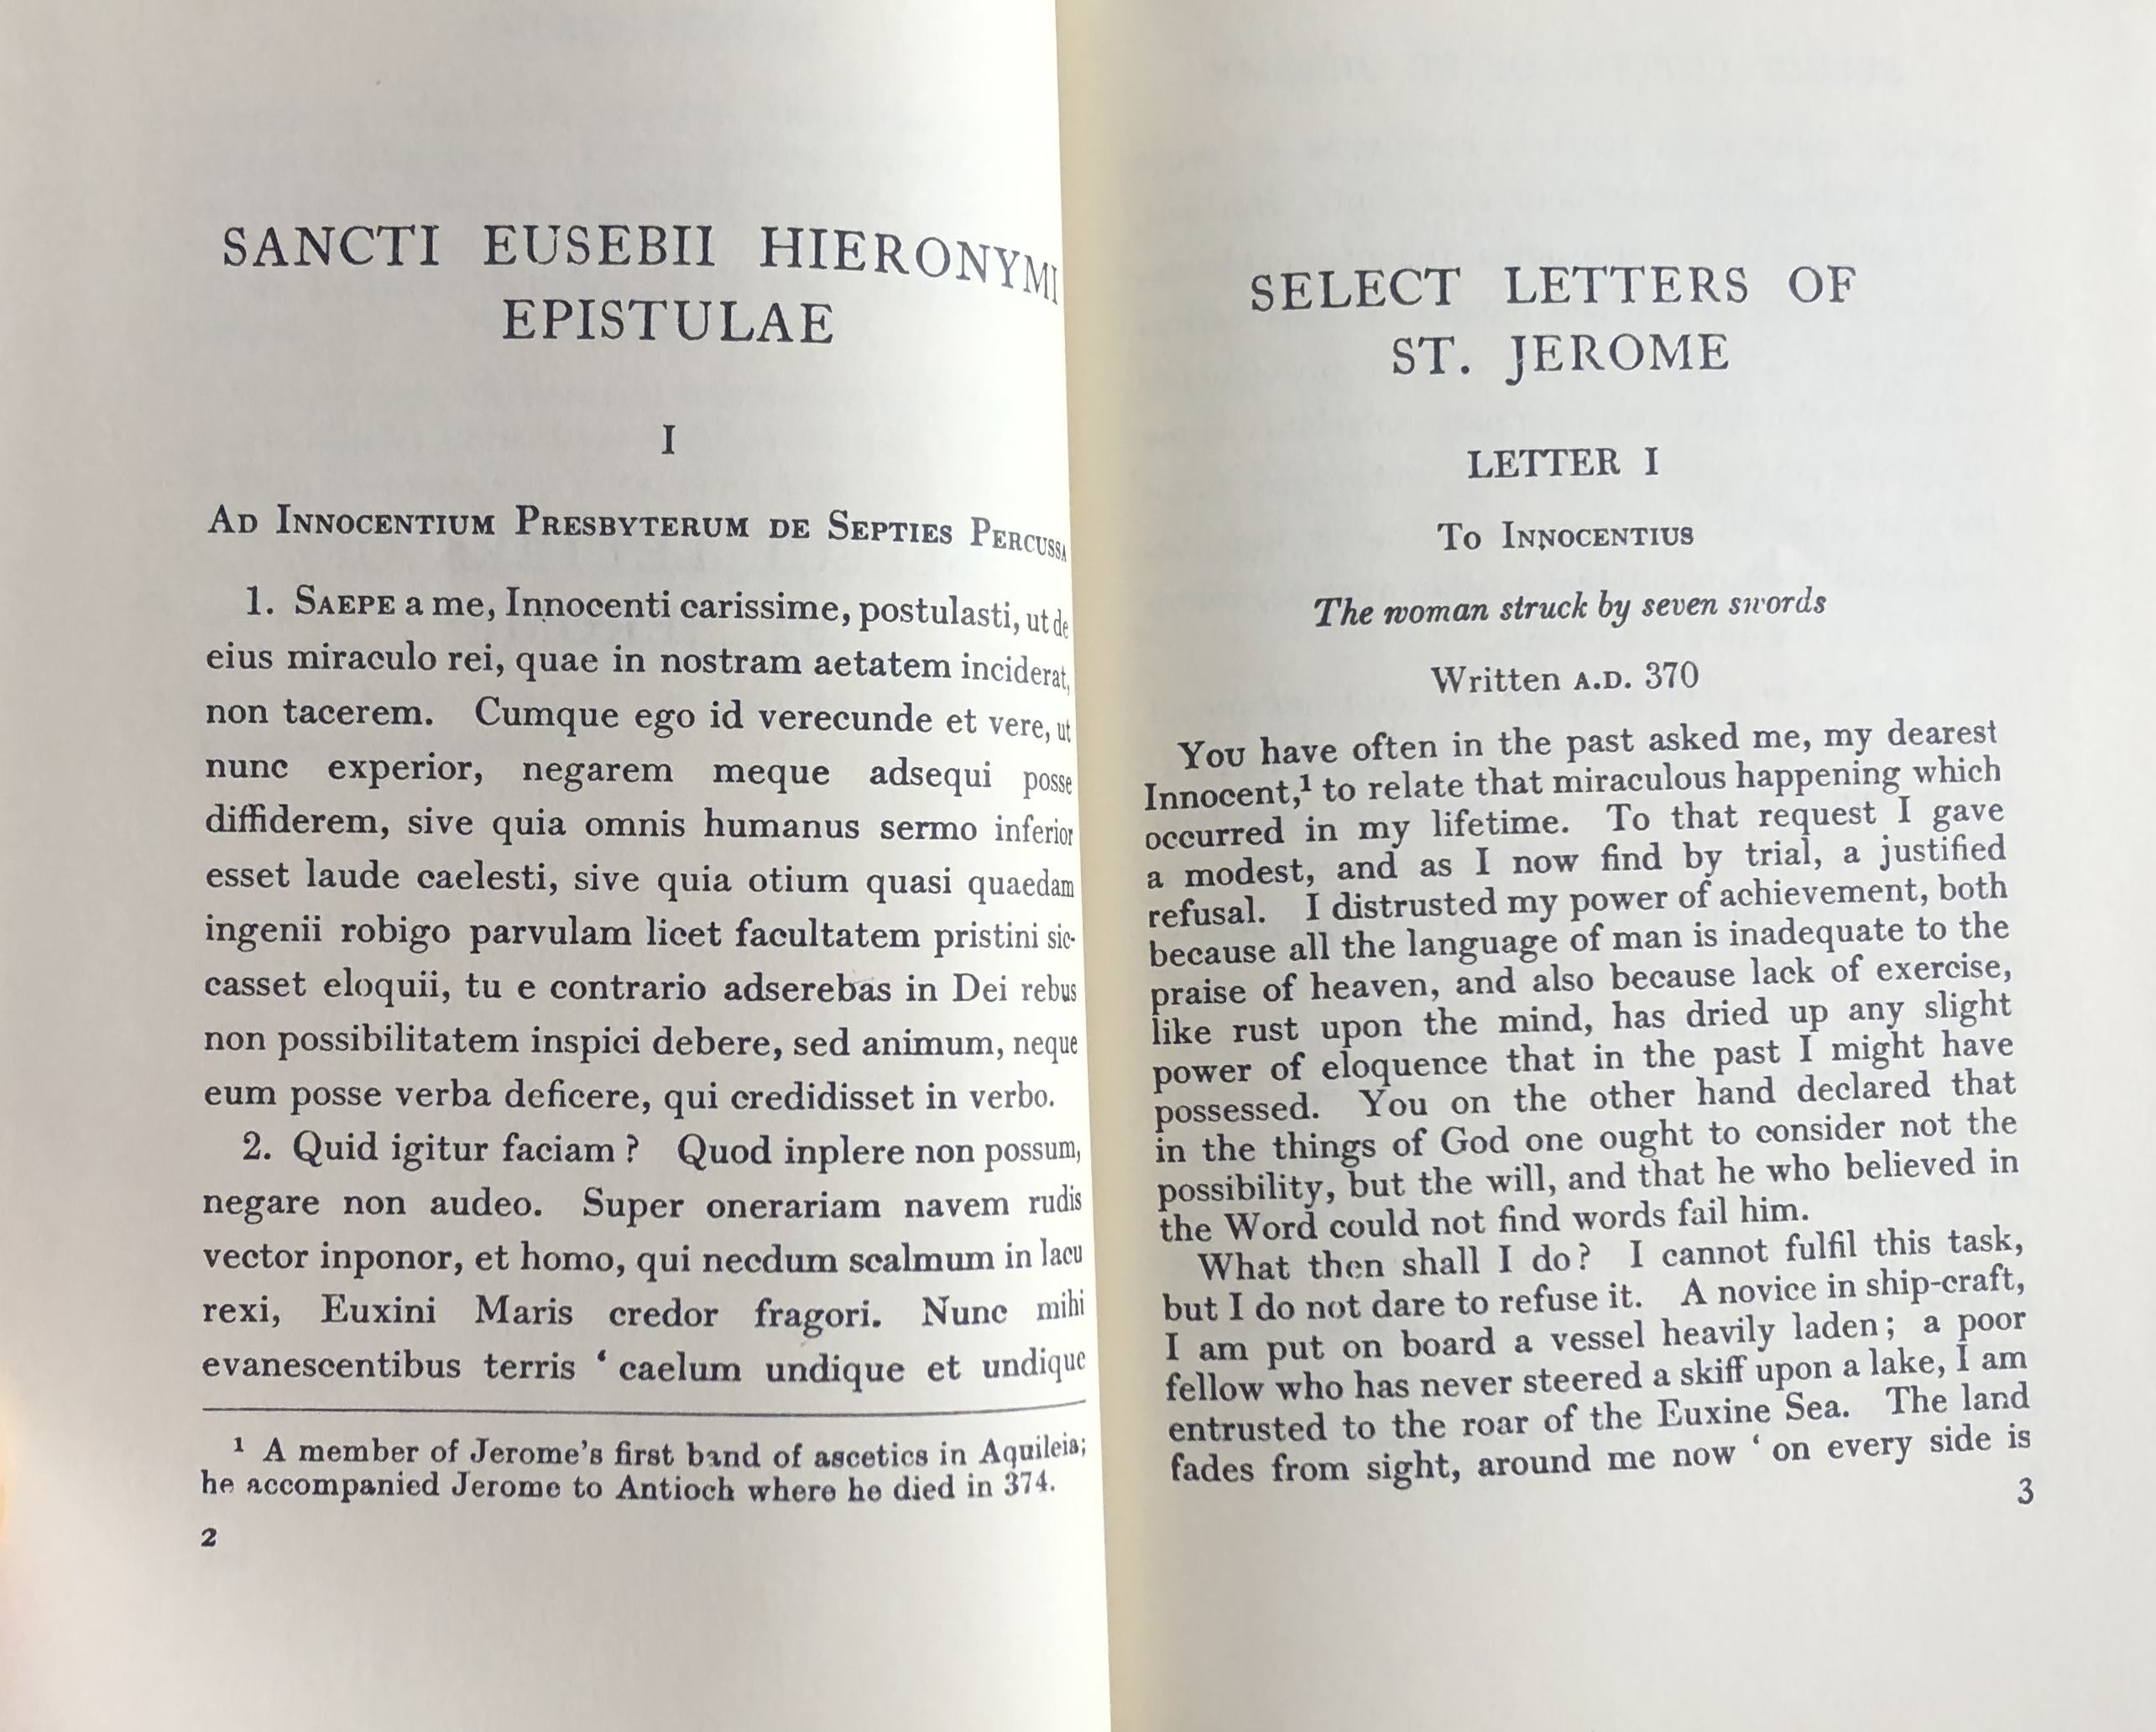 SANCTI EUSEBII HIERONYMI
EPISTULAE
I
AD INNOCENTIUM PRESBYTERUM DE SEPTIES PERCUSSA
1. SAEPE a me, Innocenti carissime, postulasti, ut de
eius miraculo rei, quae in nostram aetatem inciderat,
non tacerem. Cumque ego id verecunde et vere, ut
nunc experior, negarem meque adsequi posse
diffiderem, sive quia omnis humanus sermo inferior
esset laude caelesti, sive quia otium quasi quaedam
ingenii robigo parvulam licet facultatem pristini sic-
casset eloquii, tu e contrario adserebas in Dei rebus
non possibilitatem inspici debere, sed animum, neque
eum posse verba deficere, qui credidisset in verbo.
2. Quid igitur faciam? Quod inplere non possum,
negare non audeo. Super onerariam navem rudis
vector inponor, et homo, qui necdum scalmum in lacu
rexi, Euxini Maris credor fragori. Nunc mihi
evanescentibus terris ‘ caelum undique et undique
1 A member of Jerome's first band of ascetics in Aquileia;
he accompanied Jerome to Antioch where he died in 374.
2
SELECT LETTERS OF
ST. JEROME
LETTER I
To INNOCENTIUS
The woman struck by seven swords
Written A.D. 370
You have often in the past asked me, my dearest
Innocent,¹ to relate that miraculous happening which
occurred in my lifetime. To that request I gave
a modest, and as I now find by trial, a justified
refusal. I distrusted my power of achievement, both
because all the language of man is inadequate to the
praise of heaven, and also because lack of exercise,
like rust upon the mind, has dried up any slight
power of eloquence that in the past I might have
possessed. You on the other hand declared that
in the things of God one ought to consider not the
possibility, but the will, and that he who believed in
the Word could not find words fail him.
What then shall I do? I cannot fulfil this task,
but I do not dare to refuse it. A novice in ship-craft,
I am put on board a vessel heavily laden; a poor
fellow who has never steered a skiff upon a lake, I am
entrusted to the roar of the Euxine Sea. The land
fades from sight, around me now ‘ on every side is
3